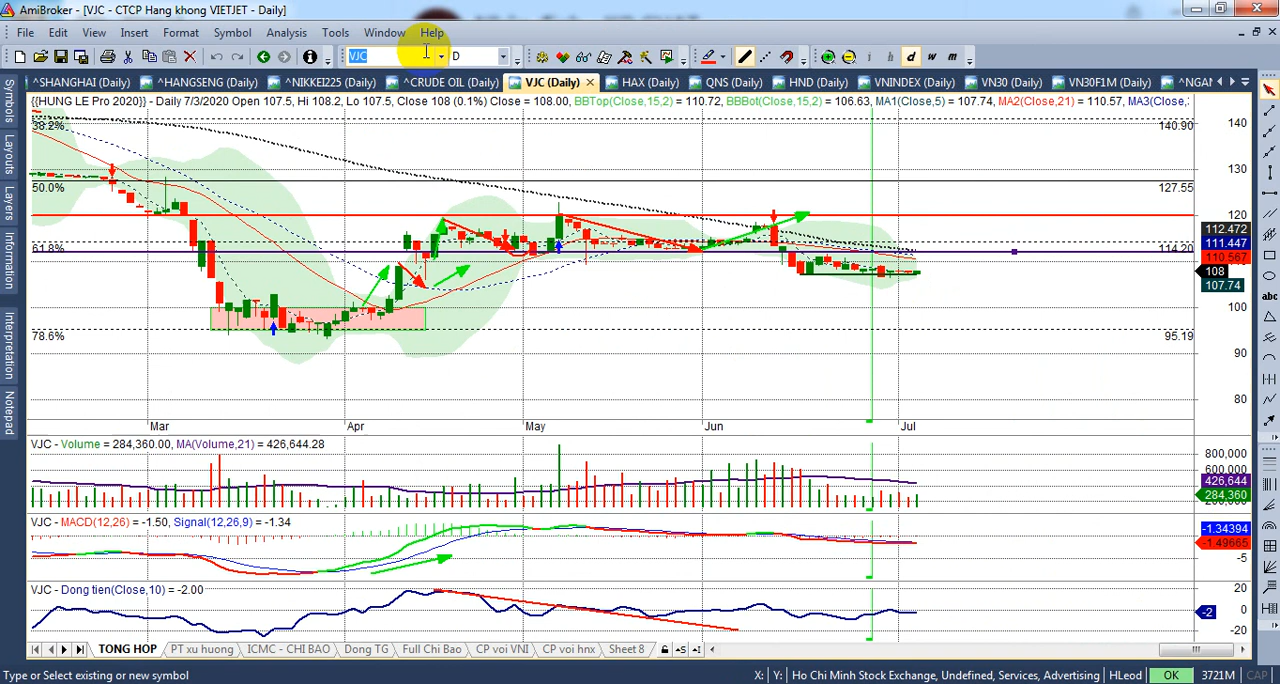 AmiBroker - [VJC - CTCP Hang khong VIETJET - Daily]
File Edit View Insert Format Symbol Analysis Tools Window Help
VJC D i h d w m
^SHANGHAI (Daily) ^HANGSENG (Daily) ^NIKKEI225 (Daily) ^CRUDE OIL (Daily) VJC (Daily) HAX (Daily) QNS (Daily) HND (Daily) VNINDEX (Daily) VN30 (Daily) VN30F1M (Daily) ^NGAN
{{HUNG LE Pro 2020}} - Daily 7/3/2020 Open 107.5, Hi 108.2, Lo 107.5, Close 108 (0.1%) Close = 108.00, BBTop(Close,15,2) = 110.72, BBBot(Close,15,2) = 106.63, MA1(Close,5) = 107.74, MA2(Close,21) = 110.57, MA3(Close,
38.2% 140.90 140
130
50.0% 127.55
120
112.472
111.447
61.8% 114.20
110.567
108
107.74
100
78.6% 95.19
90
80
Mar Apr May Jun Jul
VJC - Volume = 284,360.00, MA(Volume,21) = 426,644.28
800,000
600,000
426,644
284,360
VJC - MACD(12,26) = -1.50, Signal(12,26,9) = -1.34
-1.34394
-1.49665
-5
VJC - Dong tien(Close,10) = -2.00
20
0
-2
-20
TONG HOP PT xu huong ICMC - CHI BAO Dong TG Full Chi Bao CP voi VNI CP voi hnx Sheet 8
Type or Select existing or new symbol X: Y: Ho Chi Minh Stock Exchange, Undefined, Services, Advertising HLeod OK 3721M CAP
Symbols
Layouts
Layers
Information
Interpretation
Notepad
abc